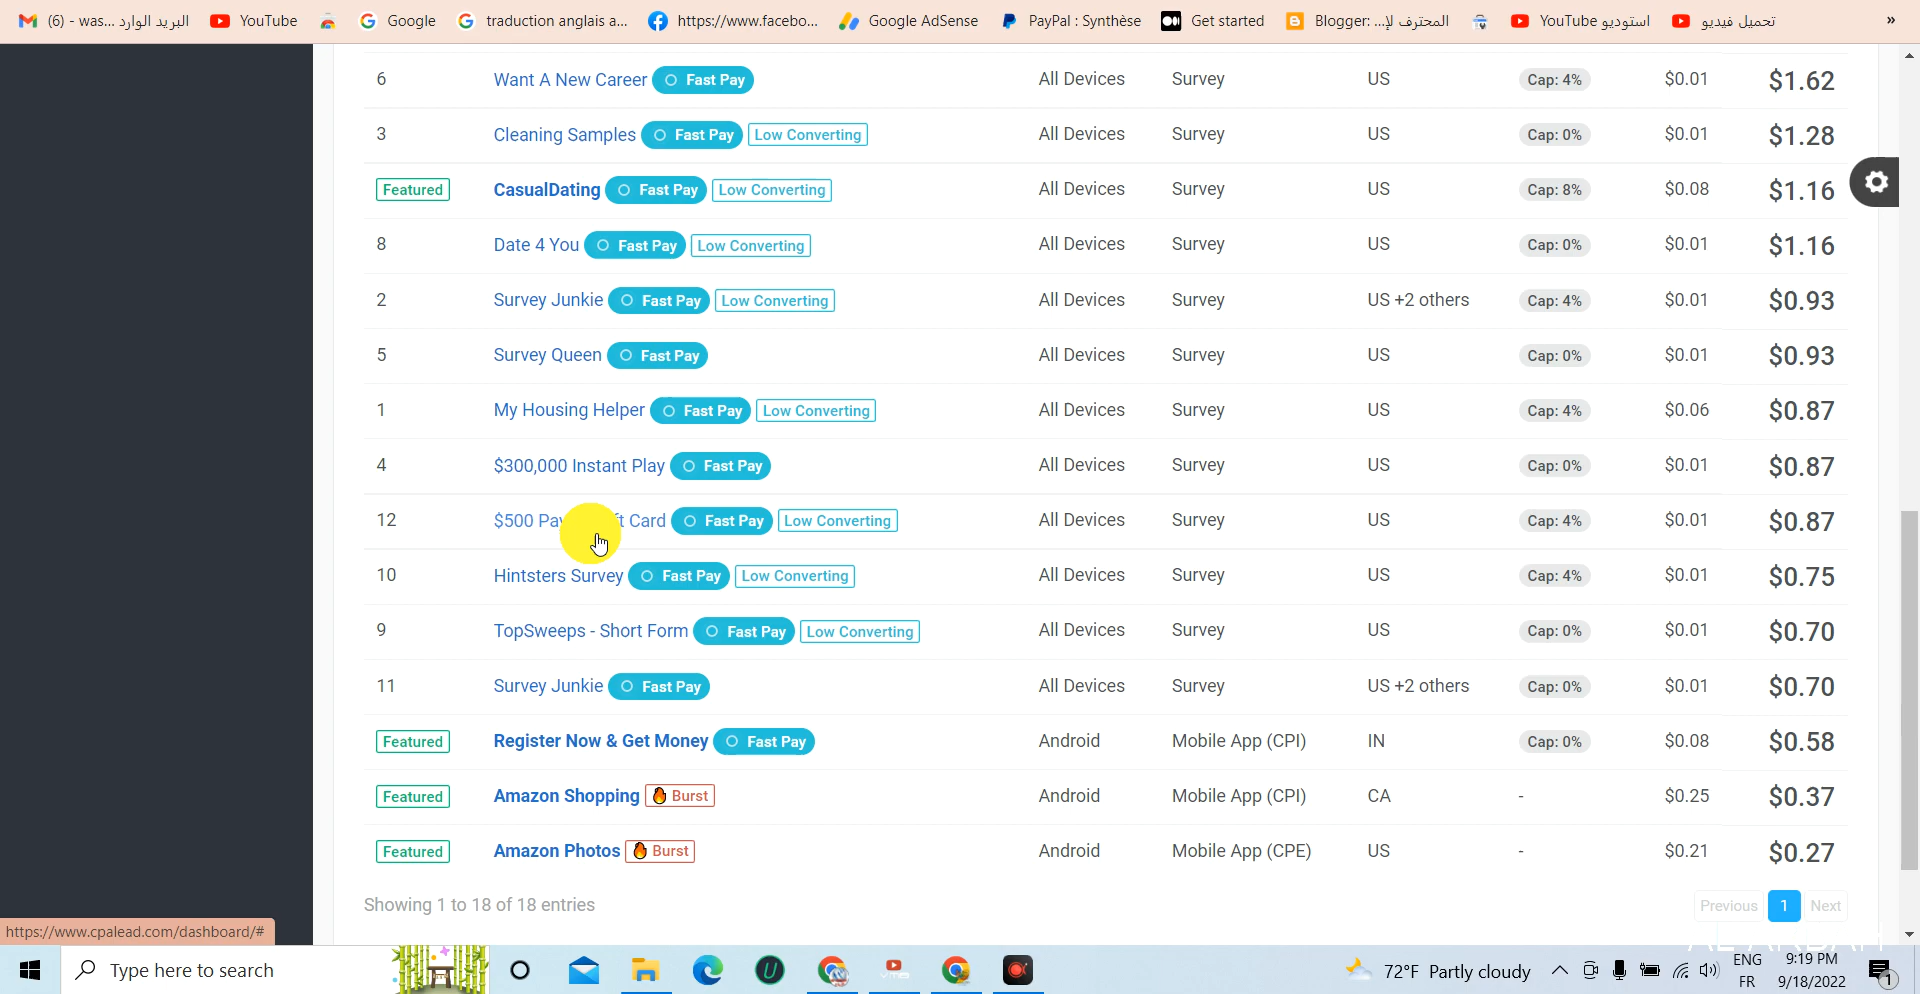 (6) - was... البريد الوارد
YouTube
Google
traduction anglais a...
https://www.facebo...
Google AdSense
PayPal : Synthèse
Get started
Blogger: ...المحترف لإ
YouTube استوديو
تحميل فيديو
»
6 Want A New Career Fast Pay All Devices Survey US Cap: 4% $0.01 $1.62
3 Cleaning Samples Fast Pay Low Converting All Devices Survey US Cap: 0% $0.01 $1.28
Featured CasualDating Fast Pay Low Converting All Devices Survey US Cap: 8% $0.08 $1.16
8 Date 4 You Fast Pay Low Converting All Devices Survey US Cap: 0% $0.01 $1.16
2 Survey Junkie Fast Pay Low Converting All Devices Survey US +2 others Cap: 4% $0.01 $0.93
5 Survey Queen Fast Pay All Devices Survey US Cap: 0% $0.01 $0.93
1 My Housing Helper Fast Pay Low Converting All Devices Survey US Cap: 4% $0.06 $0.87
4 $300,000 Instant Play Fast Pay All Devices Survey US Cap: 0% $0.01 $0.87
12 $500 Card Fast Pay Low Converting All Devices Survey US Cap: 4% $0.01 $0.87
10 Hintsters Survey Fast Pay Low Converting All Devices Survey US Cap: 4% $0.01 $0.75
9 TopSweeps - Short Form Fast Pay Low Converting All Devices Survey US Cap: 0% $0.01 $0.70
11 Survey Junkie Fast Pay All Devices Survey US +2 others Cap: 0% $0.01 $0.70
Featured Register Now & Get Money Fast Pay Android Mobile App (CPI) IN Cap: 0% $0.08 $0.58
Featured Amazon Shopping Burst Android Mobile App (CPI) CA - $0.25 $0.37
Featured Amazon Photos Burst Android Mobile App (CPE) US - $0.21 $0.27
Showing 1 to 18 of 18 entries Previous 1 Next
https://www.cpalead.com/dashboard/#
Type here to search
72°F Partly cloudy
ENG
FR
9:19 PM
9/18/2022
1